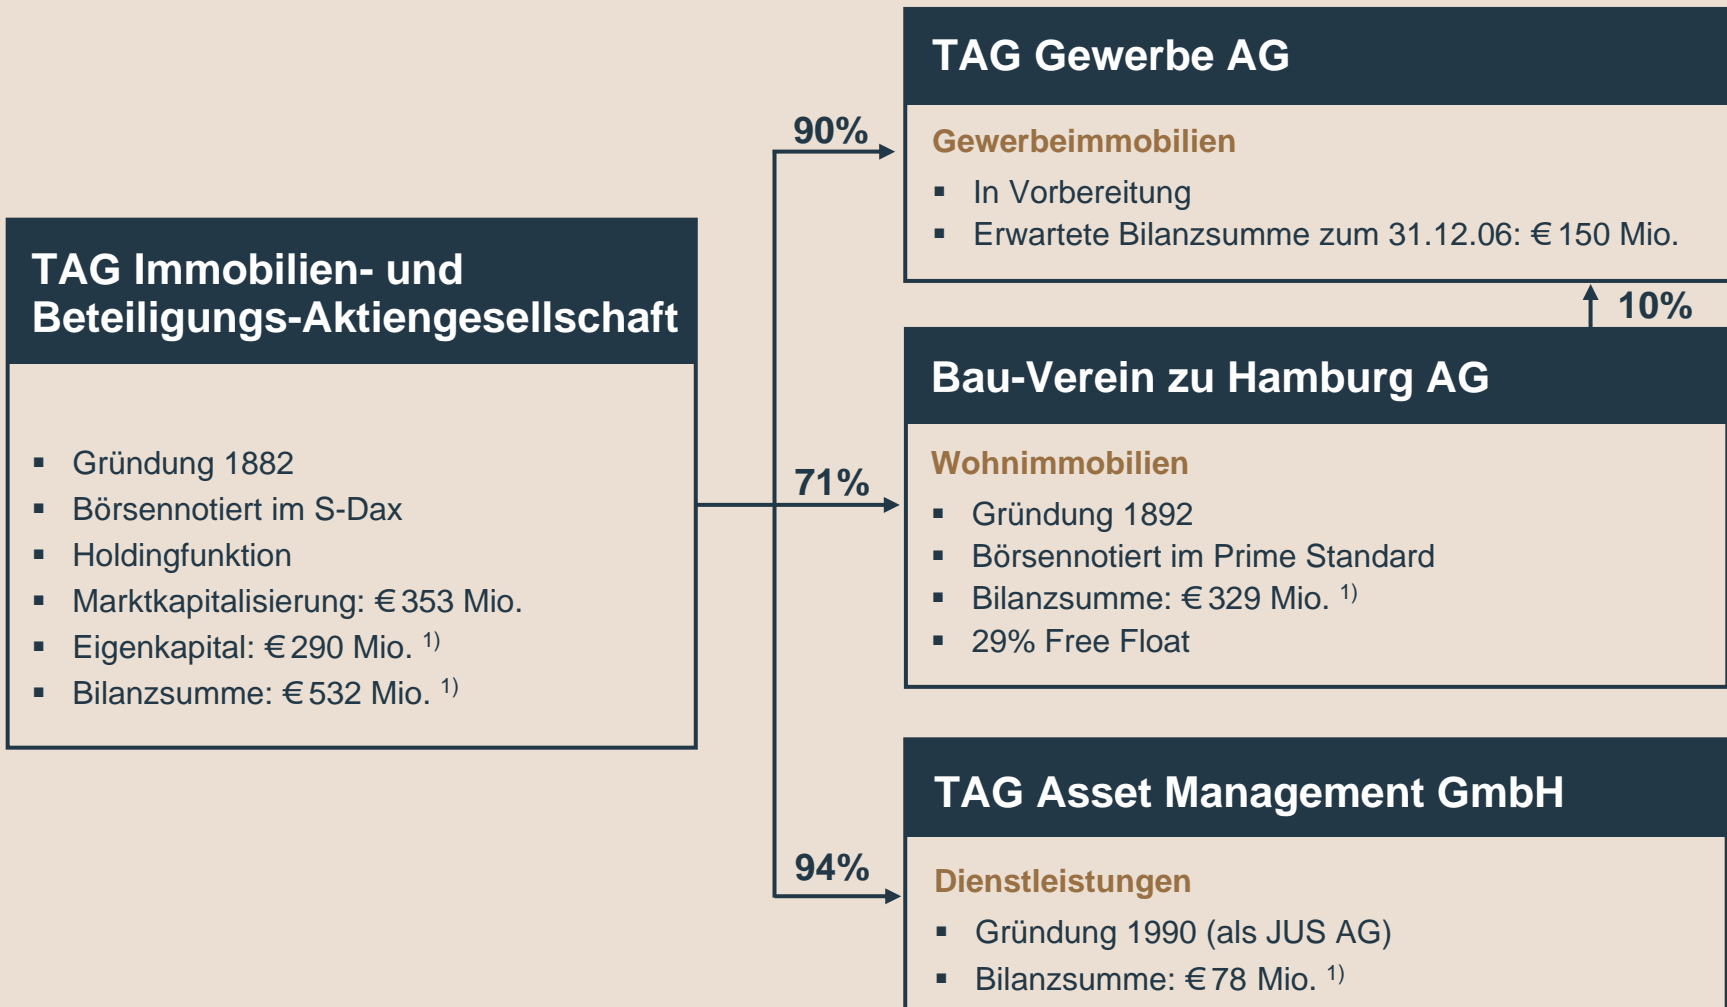 TAG Immobilien- und
Beteiligungs-Aktiengesellschaft
▪ Gründung 1882
▪ Börsennotiert im S-Dax
▪ Holdingfunktion
▪ Marktkapitalisierung: € 353 Mio.
▪ Eigenkapital: € 290 Mio. 1)
▪ Bilanzsumme: € 532 Mio. 1)
90%
TAG Gewerbe AG
Gewerbeimmobilien
▪ In Vorbereitung
▪ Erwartete Bilanzsumme zum 31.12.06: € 150 Mio.
10%
71%
Bau-Verein zu Hamburg AG
Wohnimmobilien
▪ Gründung 1892
▪ Börsennotiert im Prime Standard
▪ Bilanzsumme: € 329 Mio. 1)
▪ 29% Free Float
94%
TAG Asset Management GmbH
Dienstleistungen
▪ Gründung 1990 (als JUS AG)
▪ Bilanzsumme: € 78 Mio. 1)